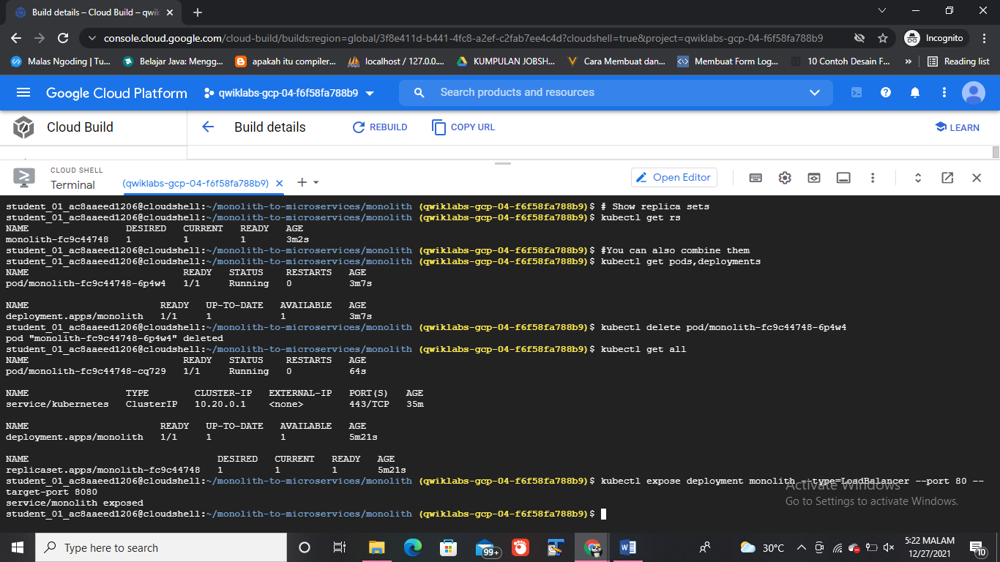 Build details – Cloud Build – qwik
console.cloud.google.com/cloud-build/builds;region=global/3f8e411d-b441-4fc8-a2ef-c2fab7ee4c4d?cloudshell=true&project=qwiklabs-gcp-04-f6f58fa788b9
Incognito
Malas Ngoding | Tu... Belajar Java: Mengg... apakah itu compiler... localhost / 127.0.0.... KUMPULAN JOBSH... Cara Membuat dan... Membuat Form Log... 10 Contoh Desain F... » Reading list
Google Cloud Platform qwiklabs-gcp-04-f6f58fa788b9 Search products and resources
Cloud Build Build details REBUILD COPY URL LEARN
CLOUD SHELL
Terminal (qwiklabs-gcp-04-f6f58fa788b9) Open Editor
student_01_ac8aaeed1206@cloudshell:~/monolith-to-microservices/monolith (qwiklabs-gcp-04-f6f58fa788b9)$ # Show replica sets
student_01_ac8aaeed1206@cloudshell:~/monolith-to-microservices/monolith (qwiklabs-gcp-04-f6f58fa788b9)$ kubectl get rs
NAME DESIRED CURRENT READY AGE
monolith-fc9c44748 1 1 1 3m2s
student_01_ac8aaeed1206@cloudshell:~/monolith-to-microservices/monolith (qwiklabs-gcp-04-f6f58fa788b9)$ #You can also combine them
student_01_ac8aaeed1206@cloudshell:~/monolith-to-microservices/monolith (qwiklabs-gcp-04-f6f58fa788b9)$ kubectl get pods,deployments
NAME READY STATUS RESTARTS AGE
pod/monolith-fc9c44748-6p4w4 1/1 Running 0 3m7s
NAME READY UP-TO-DATE AVAILABLE AGE
deployment.apps/monolith 1/1 1 1 3m7s
student_01_ac8aaeed1206@cloudshell:~/monolith-to-microservices/monolith (qwiklabs-gcp-04-f6f58fa788b9)$ kubectl delete pod/monolith-fc9c44748-6p4w4
pod "monolith-fc9c44748-6p4w4" deleted
student_01_ac8aaeed1206@cloudshell:~/monolith-to-microservices/monolith (qwiklabs-gcp-04-f6f58fa788b9)$ kubectl get all
NAME READY STATUS RESTARTS AGE
pod/monolith-fc9c44748-cq729 1/1 Running 0 64s
NAME TYPE CLUSTER-IP EXTERNAL-IP PORT(S) AGE
service/kubernetes ClusterIP 10.20.0.1 <none> 443/TCP 35m
NAME READY UP-TO-DATE AVAILABLE AGE
deployment.apps/monolith 1/1 1 1 5m21s
NAME DESIRED CURRENT READY AGE
replicaset.apps/monolith-fc9c44748 1 1 1 5m21s
student_01_ac8aaeed1206@cloudshell:~/monolith-to-microservices/monolith (qwiklabs-gcp-04-f6f58fa788b9)$ kubectl expose deployment monolith --type=LoadBalancer --port 80 --
target-port 8080
service/monolith exposed
student_01_ac8aaeed1206@cloudshell:~/monolith-to-microservices/monolith (qwiklabs-gcp-04-f6f58fa788b9)$
Activate Windows
Go to Settings to activate Windows.
Type here to search
99+
30°C
5:22 MALAM
12/27/2021
10